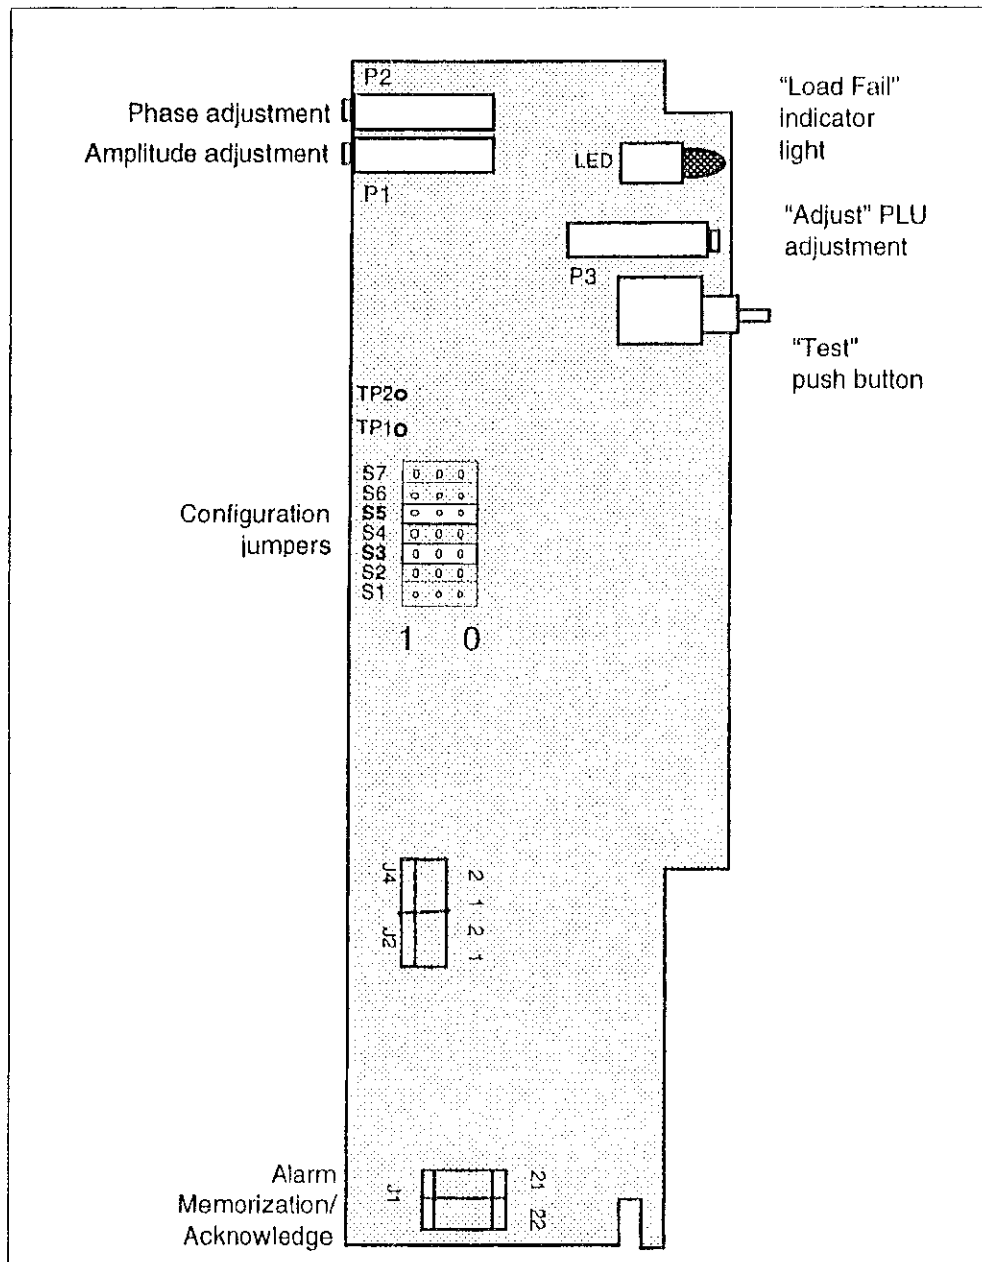 P2
Phase adjustment
Amplitude adjustment
P1
"Load Fail"
indicator
light
LED
"Adjust" PLU
adjustment
P3
"Test"
push button
TP2
TP1
S7
S6
S5
S4
S3
S2
S1
Configuration
jumpers
1 0
J4
2
1
J2
2
1
Alarm
Memorization/
Acknowledge
J1
21
22